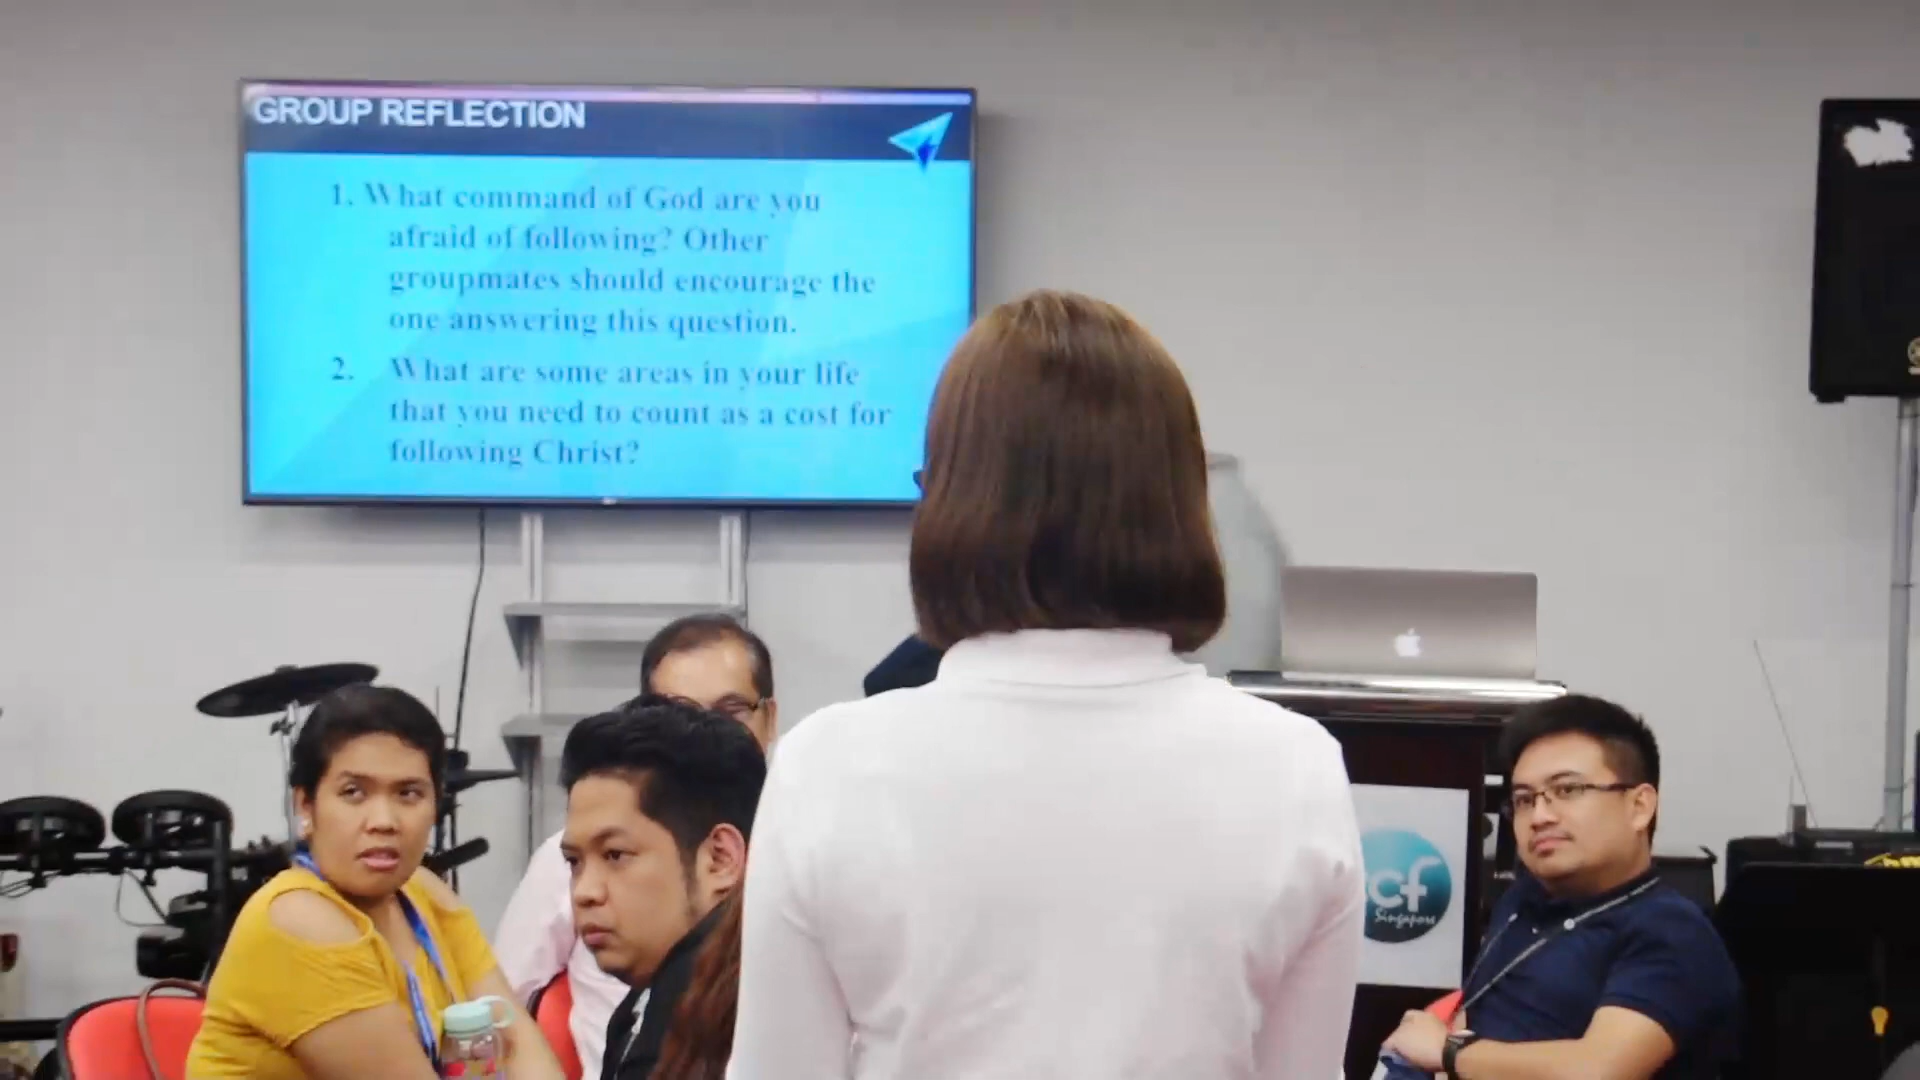 GROUP REFLECTION
1. What command of God are you
afraid of following? Other
groupmates should encourage the
one answering this question.
2. What are some areas in your life
that you need to count as a cost for
following Christ?
ccf
Singapore